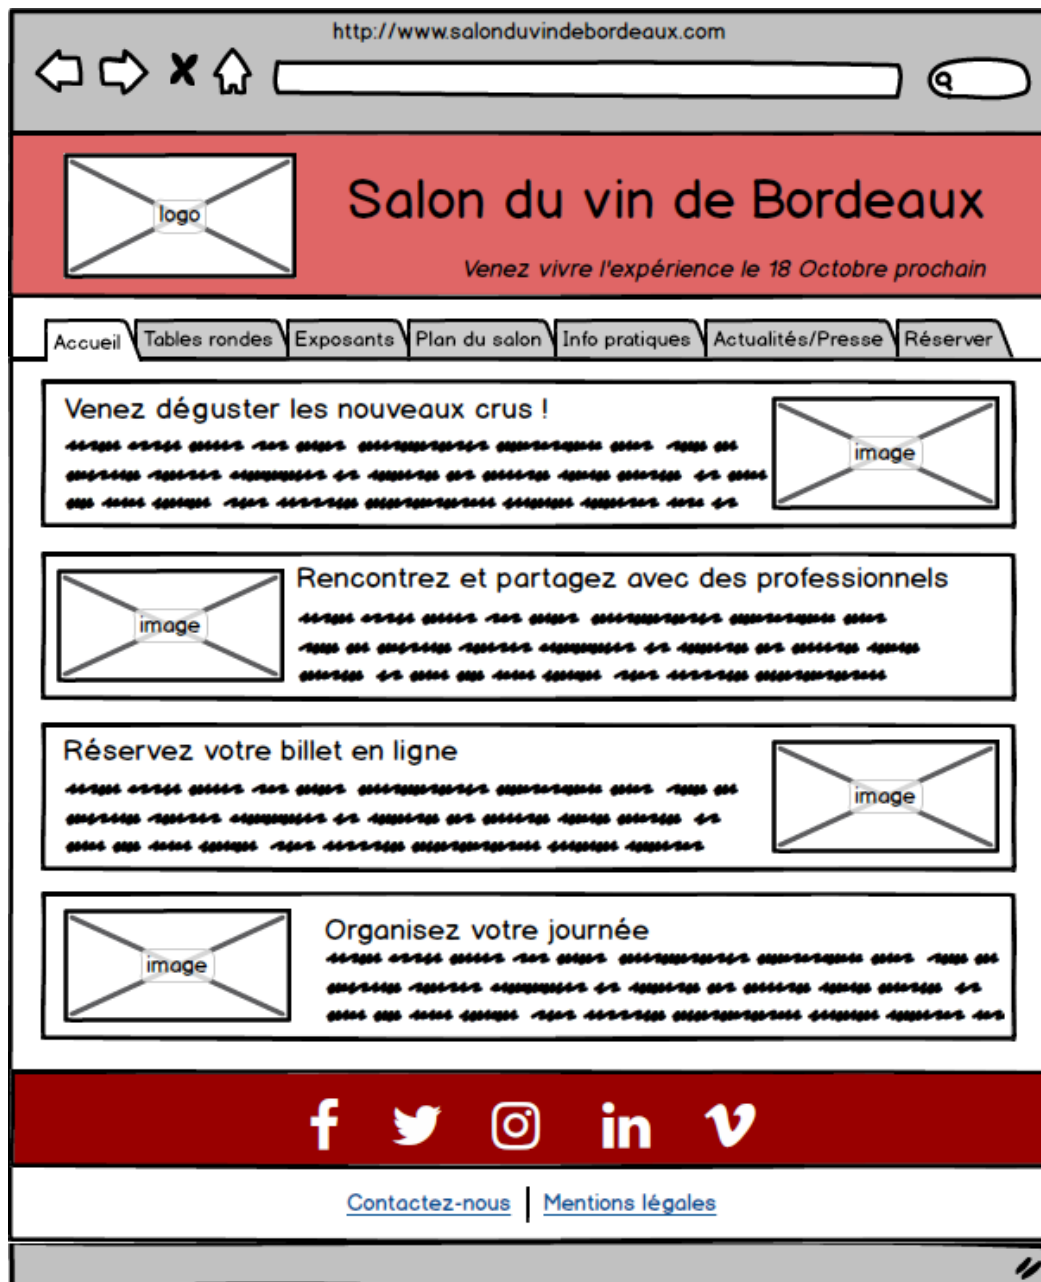 http://www.salonduvindebordeaux.com
logo
Salon du vin de Bordeaux
Venez vivre l'expérience le 18 Octobre prochain
Accueil Tables rondes Exposants Plan du salon Info pratiques Actualités/Presse Réserver
Venez déguster les nouveaux crus !
image
Rencontrez et partagez avec des professionnels
image
Réservez votre billet en ligne
image
Organisez votre journée
image
Contactez-nous | Mentions légales